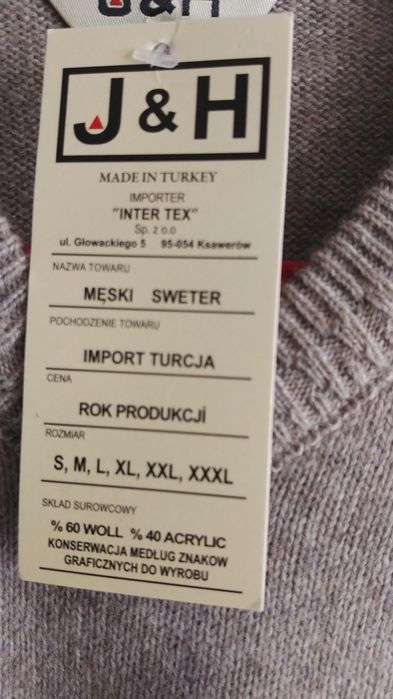 J & H
J & H
MADE IN TURKEY
IMPORTER
"INTER TEX"
Sp. z o.o
ul. Głowackiego 5 95-054 Ksawerów
NAZWA TOWARU
MĘSKI SWETER
POCHODZENIE TOWARU
IMPORT TURCJA
CENA
ROK PRODUKCJİ
ROZMIAR
S, M, L, XL, XXL, XXXL
SKŁAD SUROWCOWY
% 60 WOLL % 40 ACRYLIC
KONSERWACJA MEDŁUG ZNAKOW
GRAFICZNYCH DO WYROBU